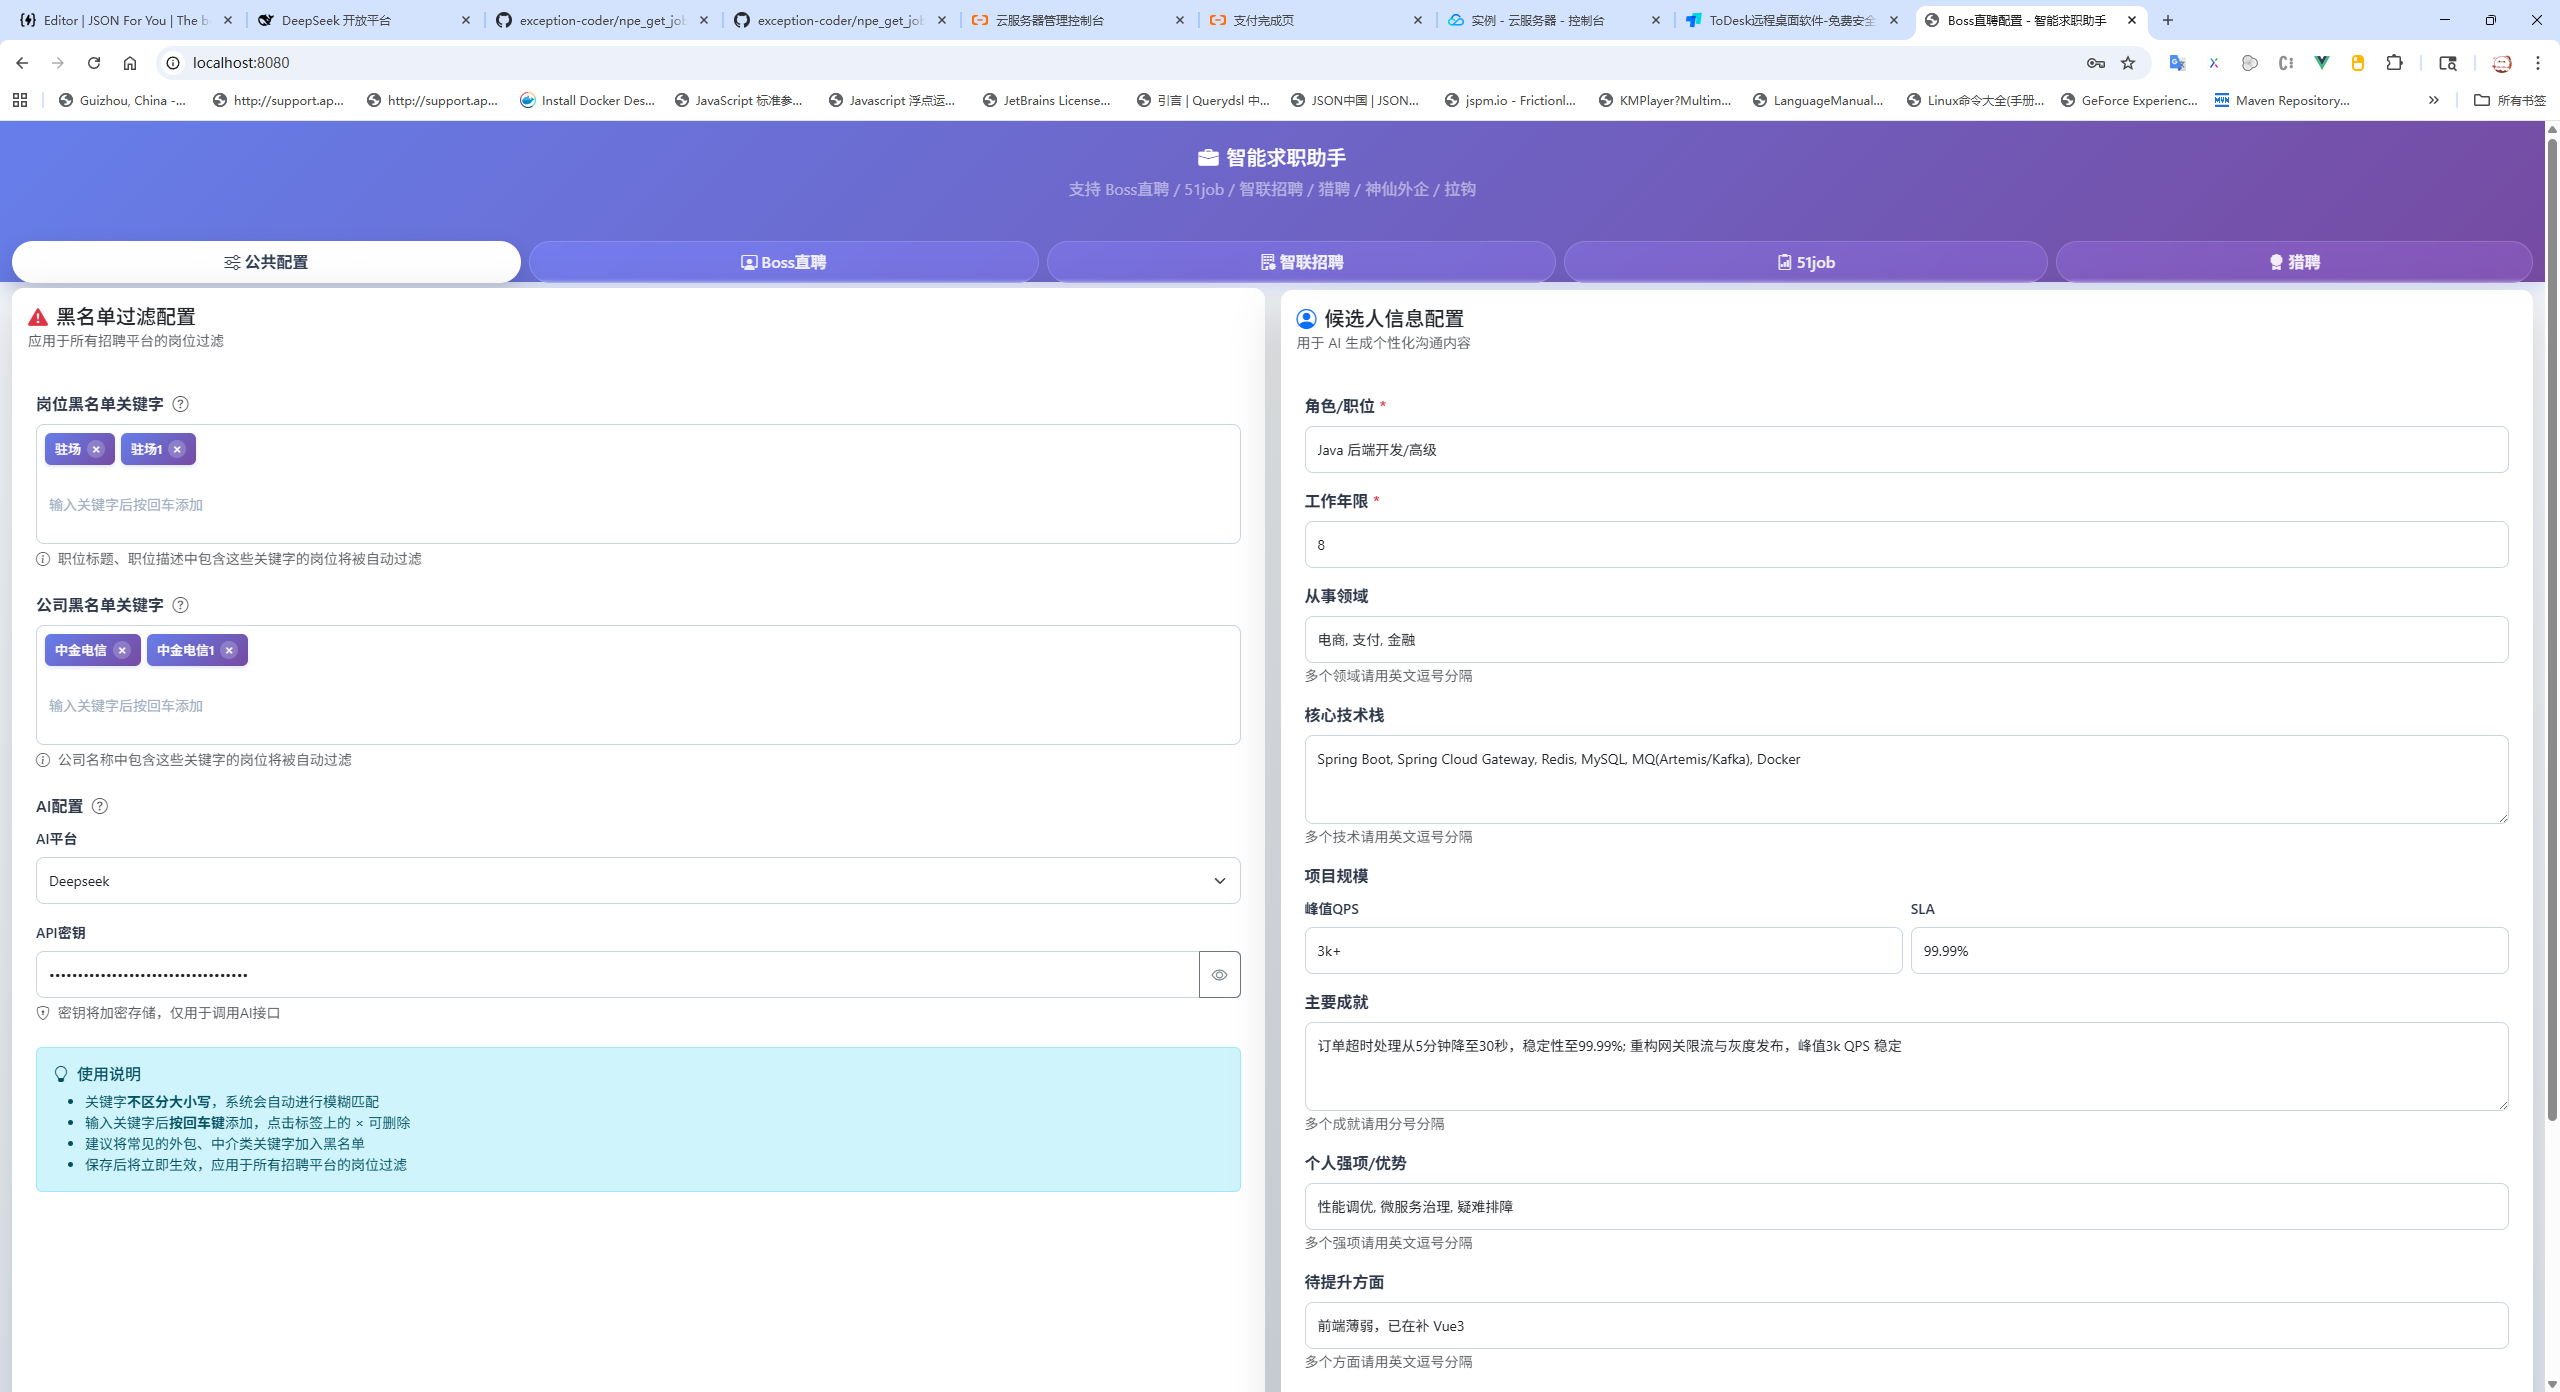 Editor | JSON For You | The b
DeepSeek 开放平台
exception-coder/npe_get_job
exception-coder/npe_get_job
云服务器管理控制台
支付完成页
实例 - 云服务器 - 控制台
ToDesk远程桌面软件-免费安全
Boss直聘配置 - 智能求职助手
localhost:8080
Guizhou, China -...
http://support.ap...
http://support.ap...
Install Docker Des...
JavaScript 标准参...
Javascript 浮点运...
JetBrains License...
引言 | Querydsl 中...
JSON中国 | JSON...
jspm.io - Frictionl...
KMPlayer?Multim...
LanguageManual...
Linux命令大全(手册...
GeForce Experienc...
Maven Repository...
所有书签
智能求职助手
支持 Boss直聘 / 51job / 智联招聘 / 猎聘 / 神仙外企 / 拉钩
公共配置
Boss直聘
智联招聘
51job
猎聘
黑名单过滤配置
应用于所有招聘平台的岗位过滤
岗位黑名单关键字
驻场 ×
驻场1 ×
输入关键字后按回车添加
职位标题、职位描述中包含这些关键字的岗位将被自动过滤
公司黑名单关键字
中金电信 ×
中金电信1 ×
输入关键字后按回车添加
公司名称中包含这些关键字的岗位将被自动过滤
AI配置
AI平台
Deepseek
API密钥
•••••••••••••••••••••••••••••••••••
密钥将加密存储，仅用于调用AI接口
使用说明
• 关键字不区分大小写，系统会自动进行模糊匹配
• 输入关键字后按回车键添加，点击标签上的 × 可删除
• 建议将常见的外包、中介类关键字加入黑名单
• 保存后将立即生效，应用于所有招聘平台的岗位过滤
候选人信息配置
用于 AI 生成个性化沟通内容
角色/职位 *
Java 后端开发/高级
工作年限 *
8
从事领域
电商, 支付, 金融
多个领域请用英文逗号分隔
核心技术栈
Spring Boot, Spring Cloud Gateway, Redis, MySQL, MQ(Artemis/Kafka), Docker
多个技术请用英文逗号分隔
项目规模
峰值QPS
SLA
3k+
99.99%
主要成就
订单超时处理从5分钟降至30秒，稳定性至99.99%; 重构网关限流与灰度发布，峰值3k QPS 稳定
多个成就请用分号分隔
个人强项/优势
性能调优, 微服务治理, 疑难排障
多个强项请用英文逗号分隔
待提升方面
前端薄弱，已在补 Vue3
多个方面请用英文逗号分隔